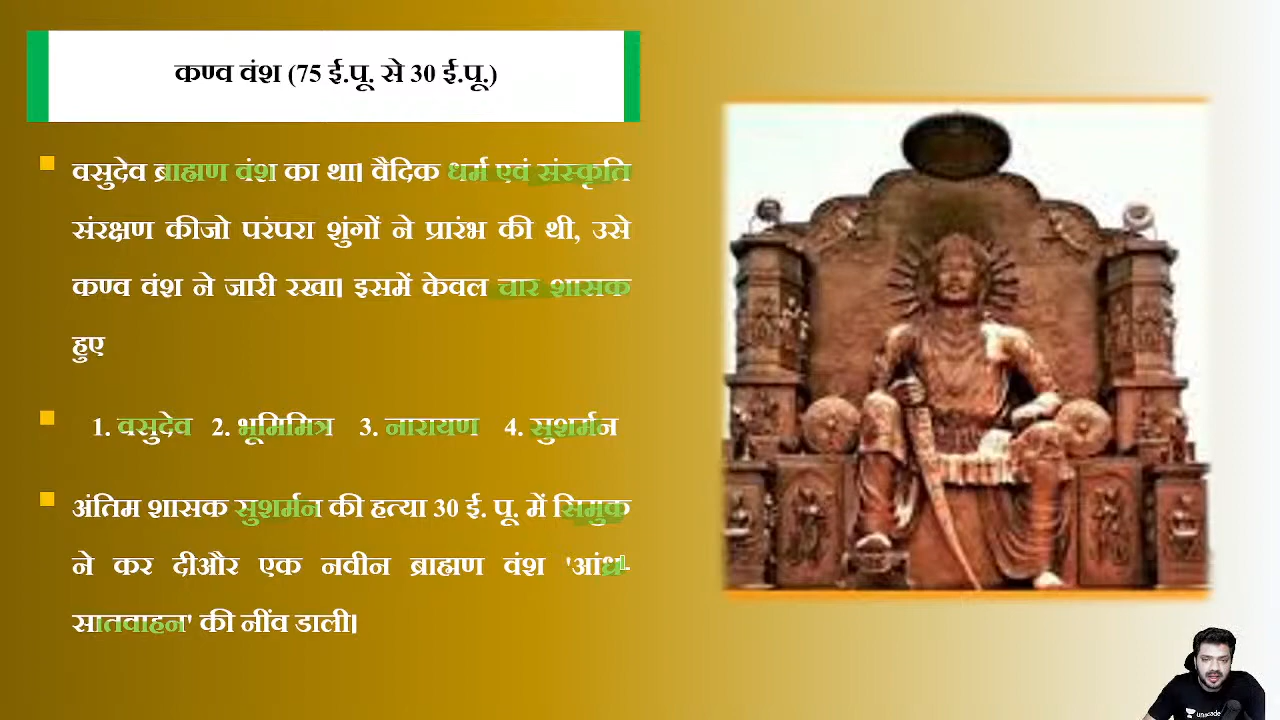 कण्व वंश (75 ई.पू. से 30 ई.पू.)
वसुदेव ब्राह्मण वंश का था। वैदिक धर्म एवं संस्कृति
संरक्षण कीजो परंपरा शुंगों ने प्रारंभ की थी, उसे
कण्व वंश ने जारी रखा। इसमें केवल चार शासक
हुए
1. वसुदेव 2. भूमिमित्र 3. नारायण 4. सुशर्मन
अंतिम शासक सुशर्मन की हत्या 30 ई. पू. में सिमुक
ने कर दीऔर एक नवीन ब्राह्मण वंश 'आंध्र-
सातवाहन' की नींव डाली।
unacademy